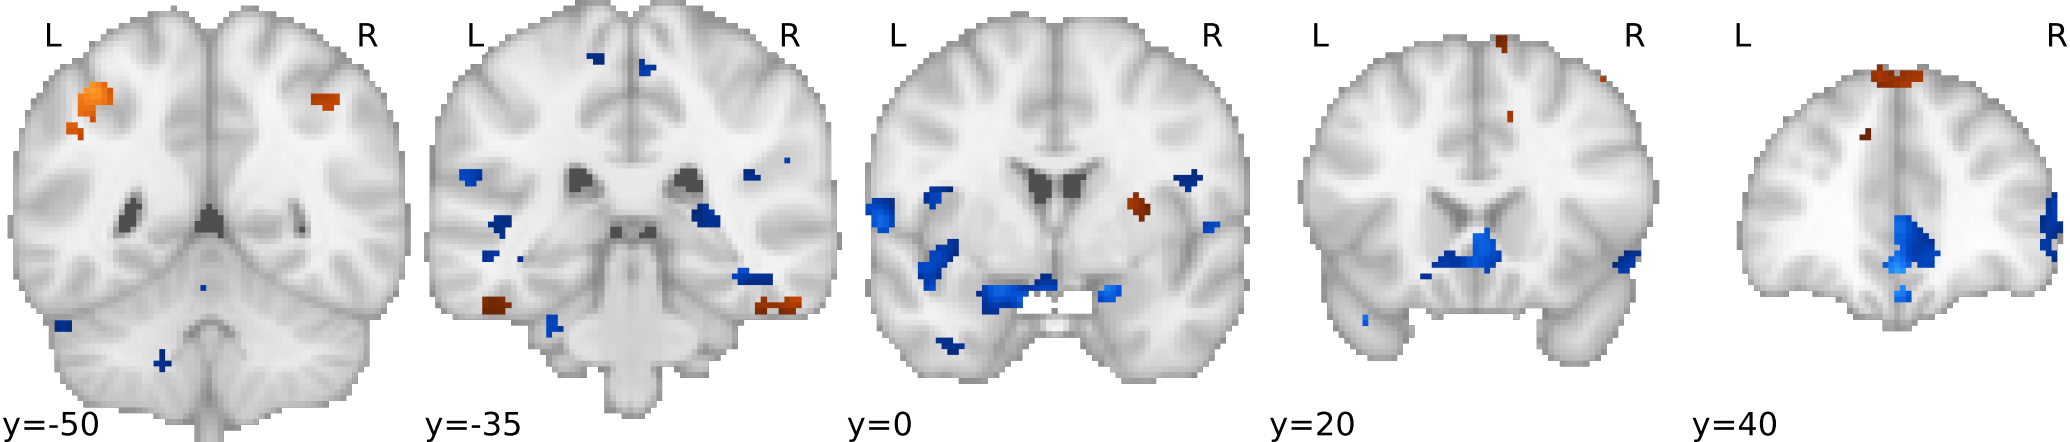 L R L R L R L R L R
y=-50 y=-35 y=0 y=20 y=40